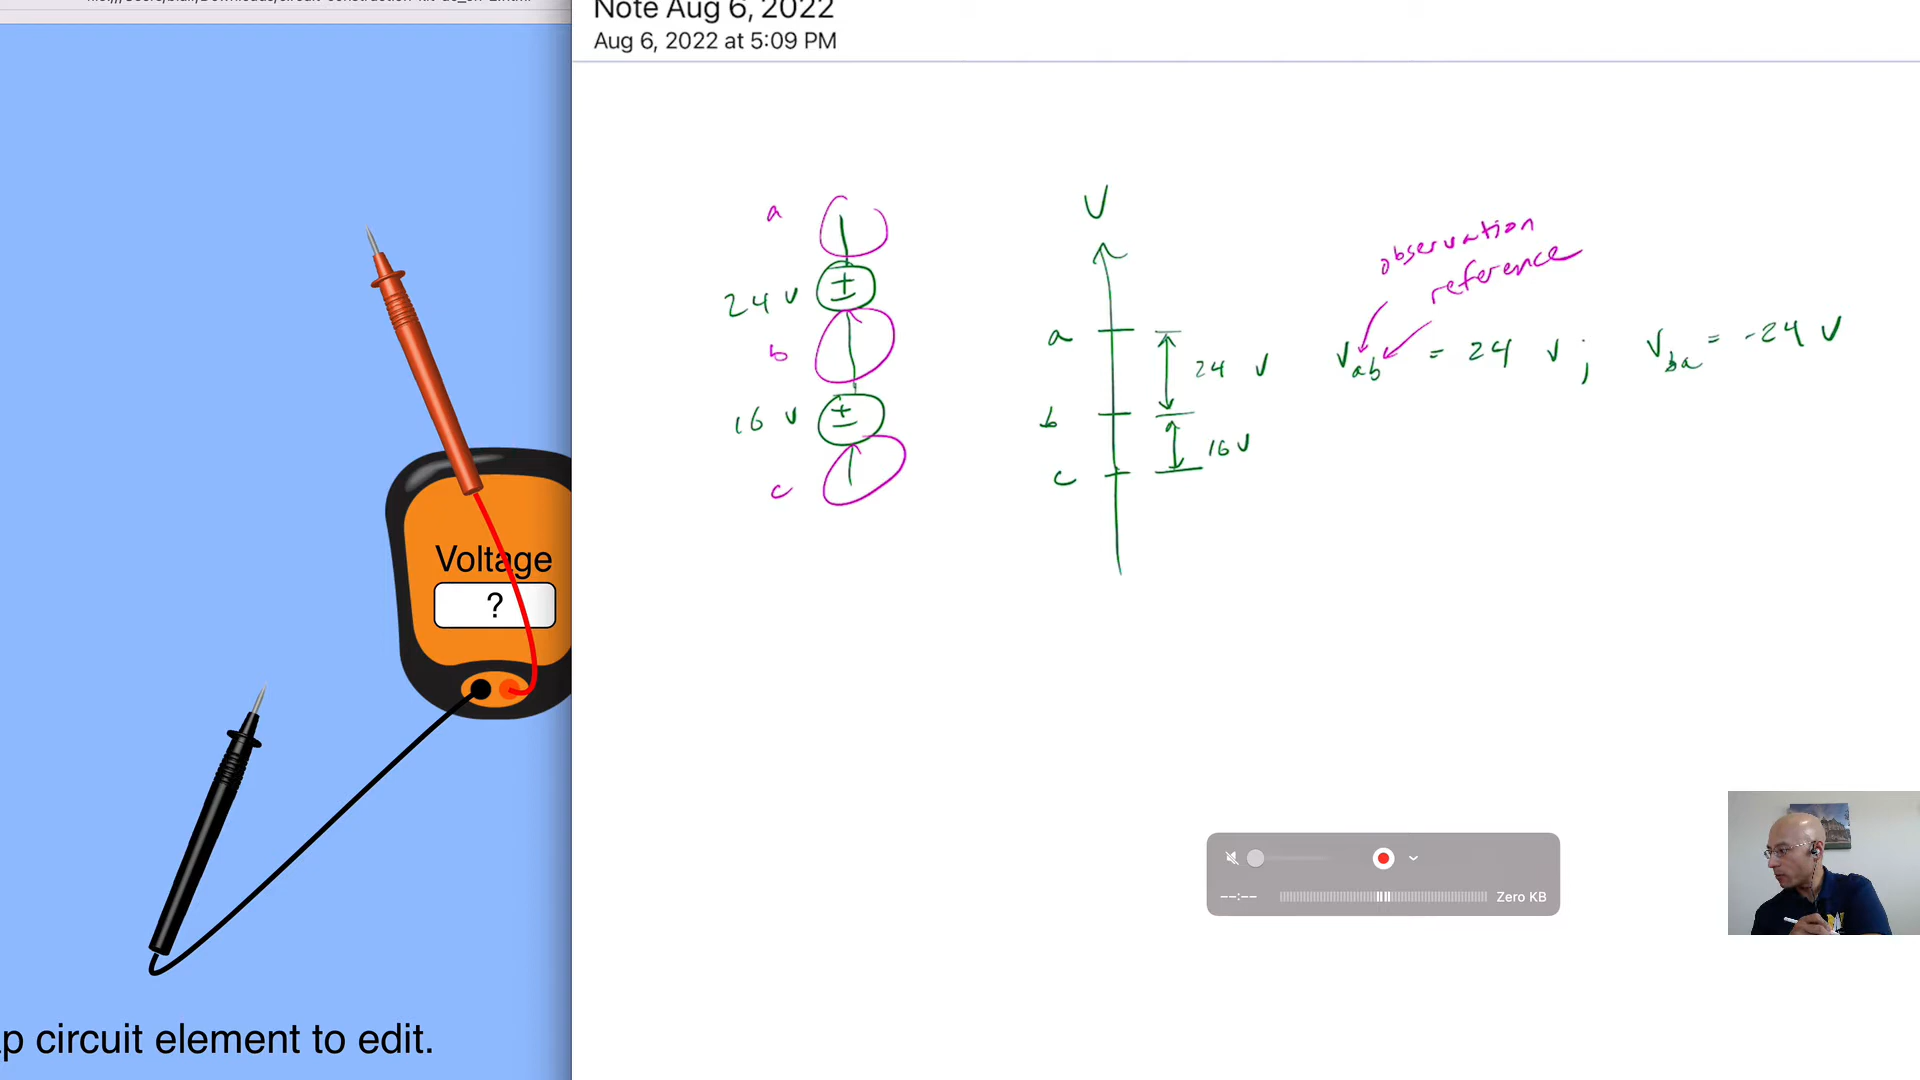 Note Aug 6, 2022
Aug 6, 2022 at 5:09 PM
a
24 V
±
b
16 V
±
c
V
a
24 V
b
16 V
c
observation
reference
Vab = 24 V ; Vba = -24 V
Voltage
?
p circuit element to edit.
--:--
Zero KB